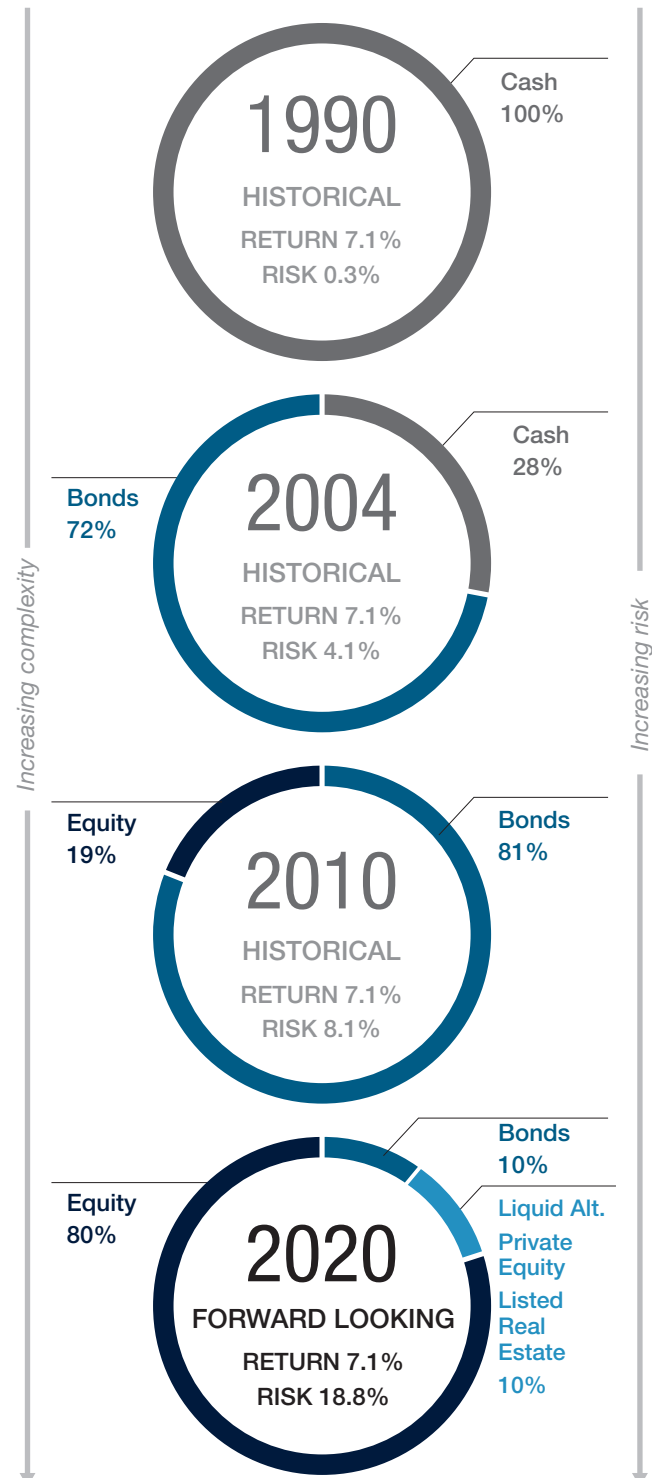 Cash
100%
1990
HISTORICAL
RETURN 7.1%
RISK 0.3%
Cash
28%
Bonds
72%
2004
HISTORICAL
RETURN 7.1%
RISK 4.1%
Increasing complexity
Increasing risk
Equity
19%
Bonds
81%
2010
HISTORICAL
RETURN 7.1%
RISK 8.1%
Bonds
10%
Equity
80%
Liquid Alt.
Private
Equity
Listed
Real
Estate
10%
2020
FORWARD LOOKING
RETURN 7.1%
RISK 18.8%